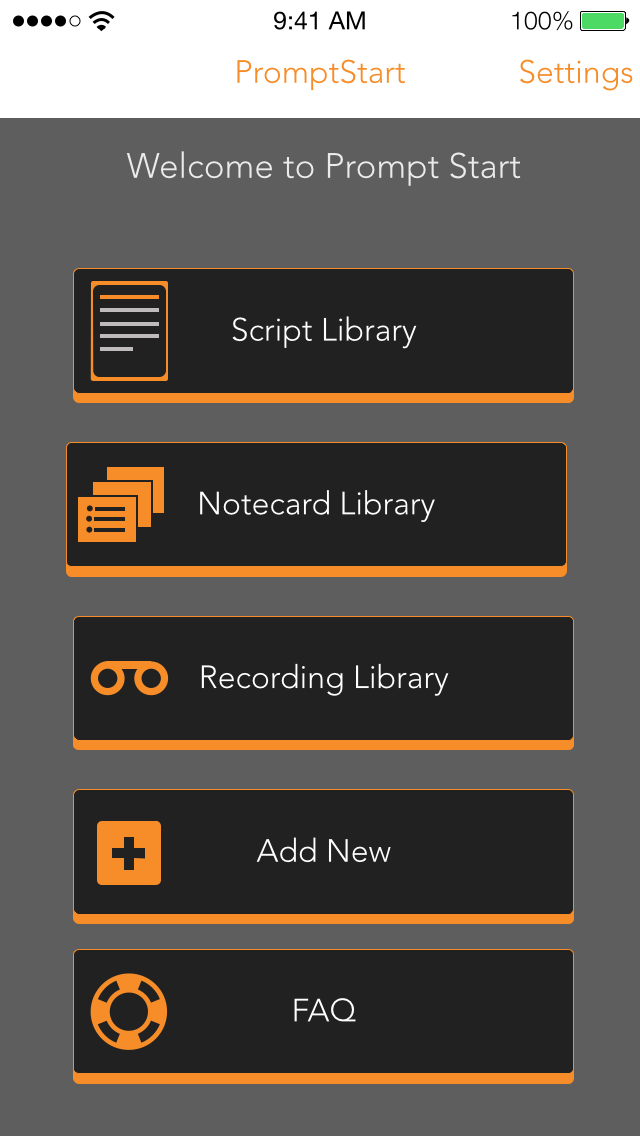 9:41 AM 100%
PromptStart Settings
Welcome to Prompt Start
Script Library
Notecard Library
Recording Library
Add New
FAQ